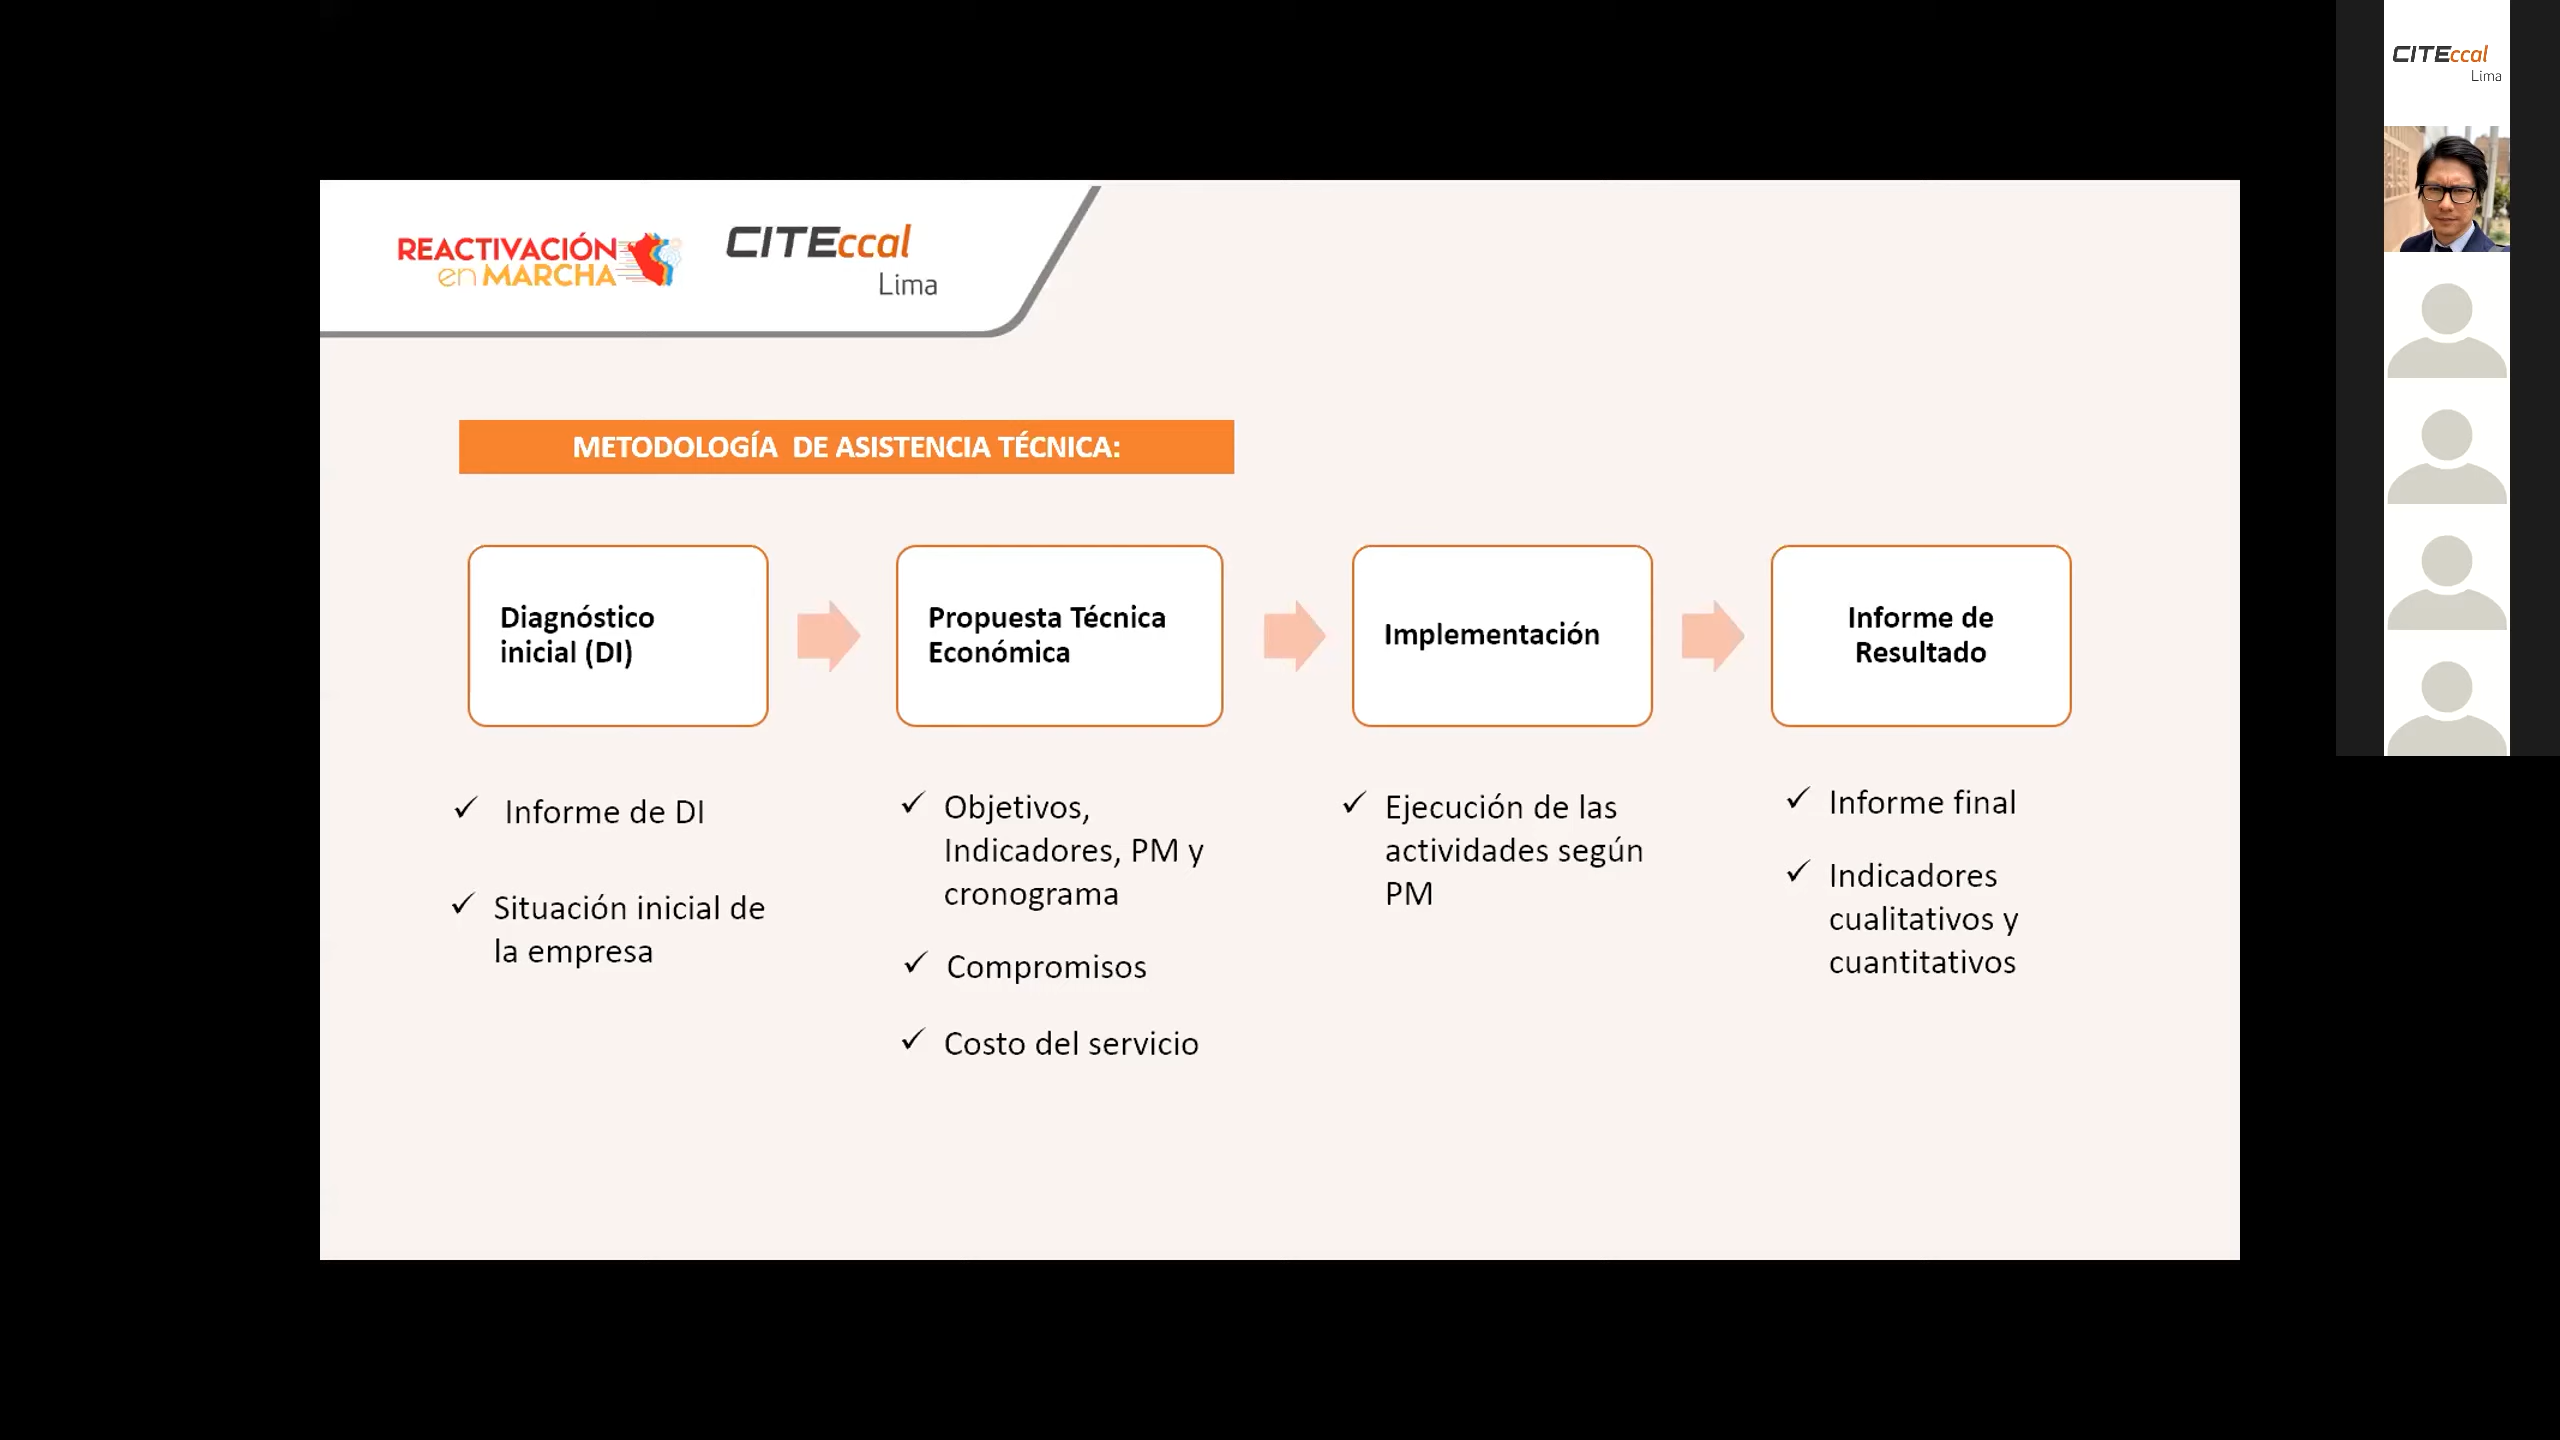 REACTIVACIÓN
en MARCHA
CITEccal
Lima
CITEccal
Lima
METODOLOGÍA DE ASISTENCIA TÉCNICA:
Diagnóstico
inicial (DI)
Propuesta Técnica
Económica
Implementación
Informe de
Resultado
✓ Informe de DI
✓ Situación inicial de
la empresa
✓ Objetivos,
Indicadores, PM y
cronograma
✓ Compromisos
✓ Costo del servicio
✓ Ejecución de las
actividades según
PM
✓ Informe final
✓ Indicadores
cualitativos y
cuantitativos